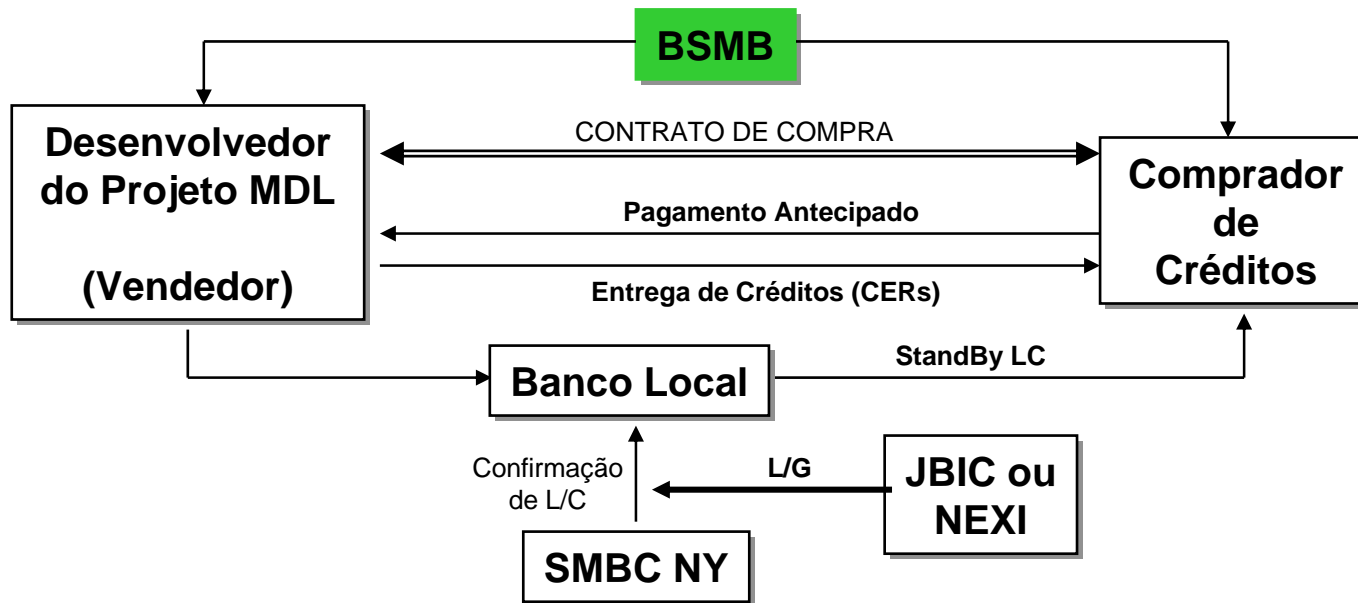 BSMB
Desenvolvedor
do Projeto MDL
(Vendedor)
CONTRATO DE COMPRA
Pagamento Antecipado
Entrega de Créditos (CERs)
Comprador
de
Créditos
Banco Local
StandBy LC
Confirmação
de L/C
L/G
JBIC ou
NEXI
SMBC NY